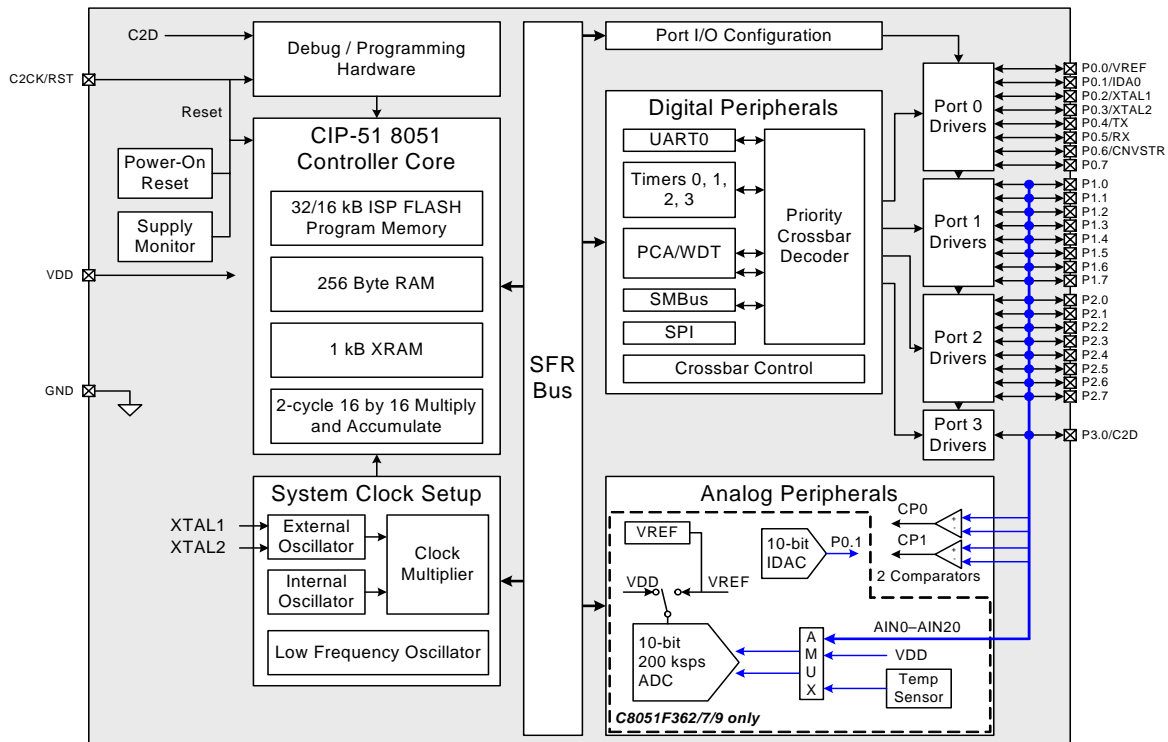 C2D
C2CK/RST
Reset
Power-On
Reset
Supply
Monitor
VDD
GND
Debug / Programming
Hardware
CIP-51 8051
Controller Core
32/16 kB ISP FLASH
Program Memory
256 Byte RAM
1 kB XRAM
2-cycle 16 by 16 Multiply
and Accumulate
System Clock Setup
XTAL1
XTAL2
External
Oscillator
Internal
Oscillator
Clock
Multiplier
Low Frequency Oscillator
SFR
Bus
Port I/O Configuration
Digital Peripherals
UART0
Timers 0, 1,
2, 3
PCA/WDT
SMBus
SPI
Priority
Crossbar
Decoder
Crossbar Control
Port 0
Drivers
Port 1
Drivers
Port 2
Drivers
Port 3
Drivers
P0.0/VREF
P0.1/IDA0
P0.2/XTAL1
P0.3/XTAL2
P0.4/TX
P0.5/RX
P0.6/CNVSTR
P0.7
P1.0
P1.1
P1.2
P1.3
P1.4
P1.5
P1.6
P1.7
P2.0
P2.1
P2.2
P2.3
P2.4
P2.5
P2.6
P2.7
P3.0/C2D
Analog Peripherals
VREF
VDD
VREF
10-bit
IDAC
P0.1
CP0
+
-
CP1
+
-
2 Comparators
10-bit
200 ksps
ADC
A
M
U
X
AIN0–AIN20
VDD
Temp
Sensor
C8051F362/7/9 only